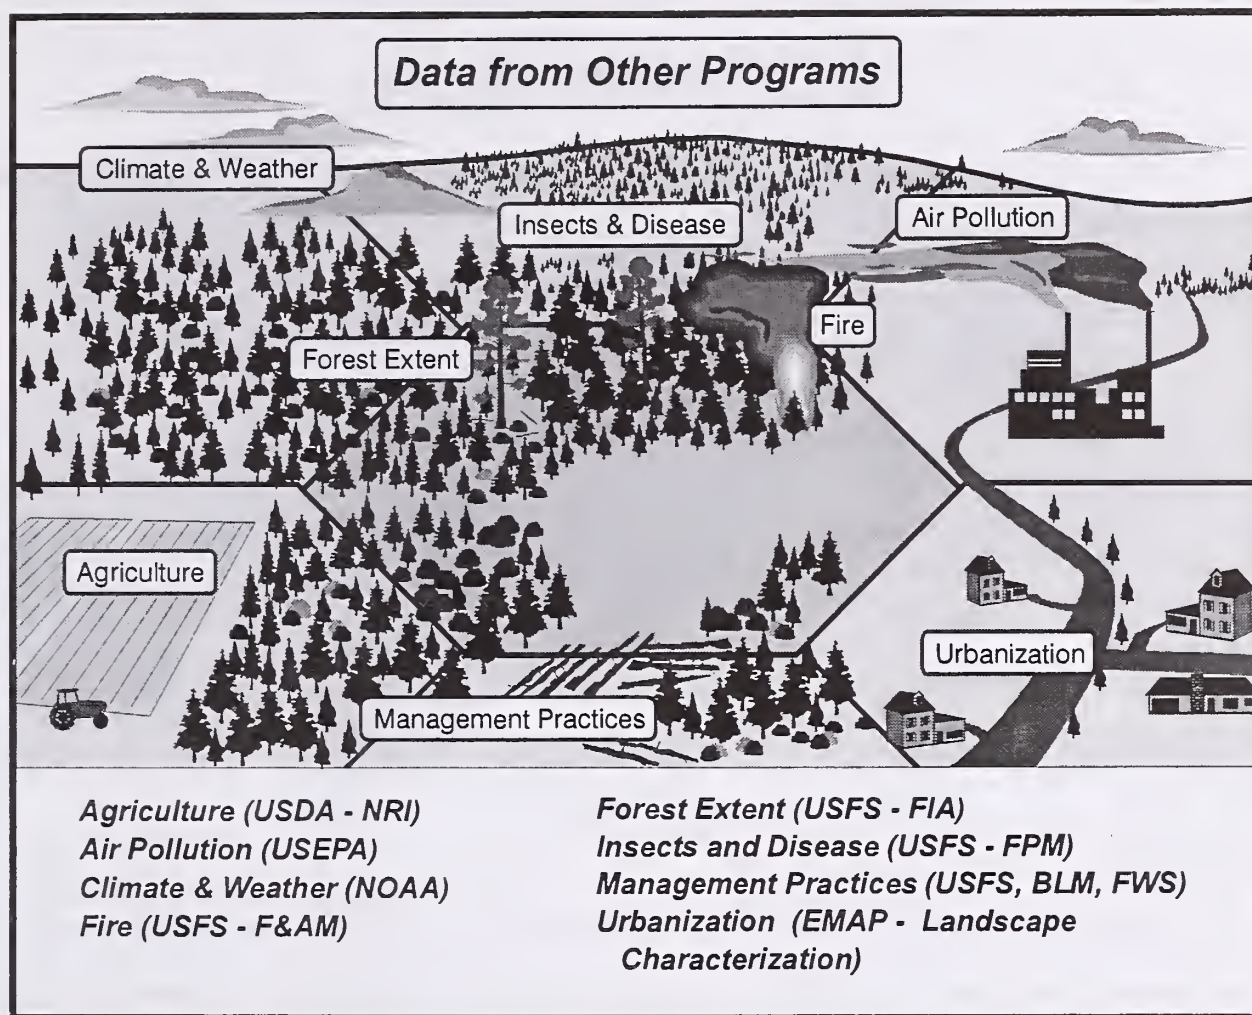 Data from Other Programs
Climate & Weather
Insects & Disease
Air Pollution
Fire
Forest Extent
Agriculture
Urbanization
Management Practices
Agriculture (USDA - NRI)
Air Pollution (USEPA)
Climate & Weather (NOAA)
Fire (USFS - F&AM)
Forest Extent (USFS - FIA)
Insects and Disease (USFS - FPM)
Management Practices (USFS, BLM, FWS)
Urbanization (EMAP - Landscape
Characterization)